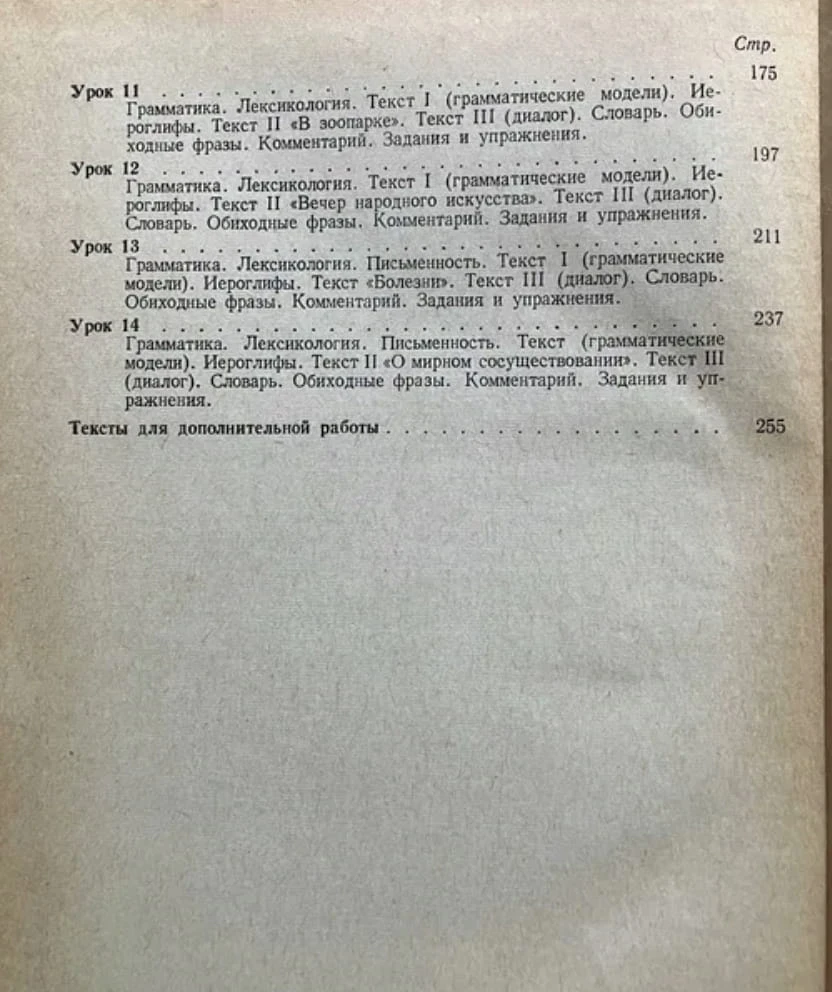 Стр.
Урок 11 . . . . . . . . . . . . . . . . . . . . . . . . . . . . 175
Грамматика. Лексикология. Текст I (грамматические модели). Ие-
роглифы. Текст II «В зоопарке». Текст III (диалог). Словарь. Оби-
ходные фразы. Комментарий. Задания и упражнения.
Урок 12 . . . . . . . . . . . . . . . . . . . . . . . . . . . . 197
Грамматика. Лексикология. Текст I (грамматические модели). Ие-
роглифы. Текст II «Вечер народного искусства». Текст III (диалог).
Словарь. Обиходные фразы. Комментарий. Задания и упражнения.
Урок 13 . . . . . . . . . . . . . . . . . . . . . . . . . . . . 211
Грамматика. Лексикология. Письменность. Текст I (грамматические
модели). Иероглифы. Текст «Болезни». Текст III (диалог). Словарь.
Обиходные фразы. Комментарий. Задания и упражнения.
Урок 14 . . . . . . . . . . . . . . . . . . . . . . . . . . . . 237
Грамматика. Лексикология. Письменность. Текст (грамматические
модели). Иероглифы. Текст II «О мирном сосуществовании». Текст III
(диалог). Словарь. Обиходные фразы. Комментарий. Задания и уп-
ражнения.
Тексты для дополнительной работы . . . . . . . . . . . . . . . . . 255